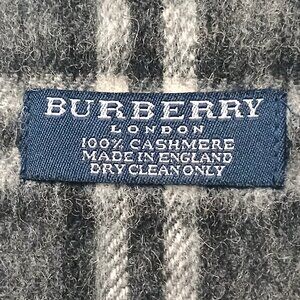 BURBERRY
LONDON
100% CASHMERE
MADE IN ENGLAND
DRY CLEAN ONLY